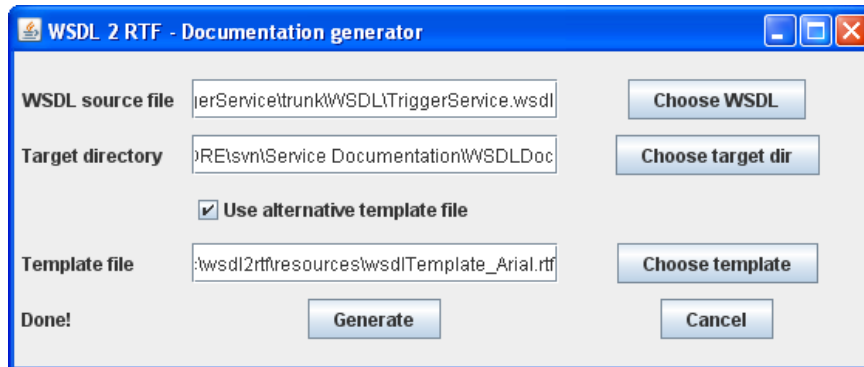 WSDL 2 RTF - Documentation generator
WSDL source file gerService\trunk\WSDL\TriggerService.wsdl Choose WSDL
Target directory ORE\svn\Service Documentation\WSDLDoc Choose target dir
Use alternative template file
Template file :\wsdl2rtf\resources\wsdlTemplate_Arial.rtf Choose template
Done! Generate Cancel